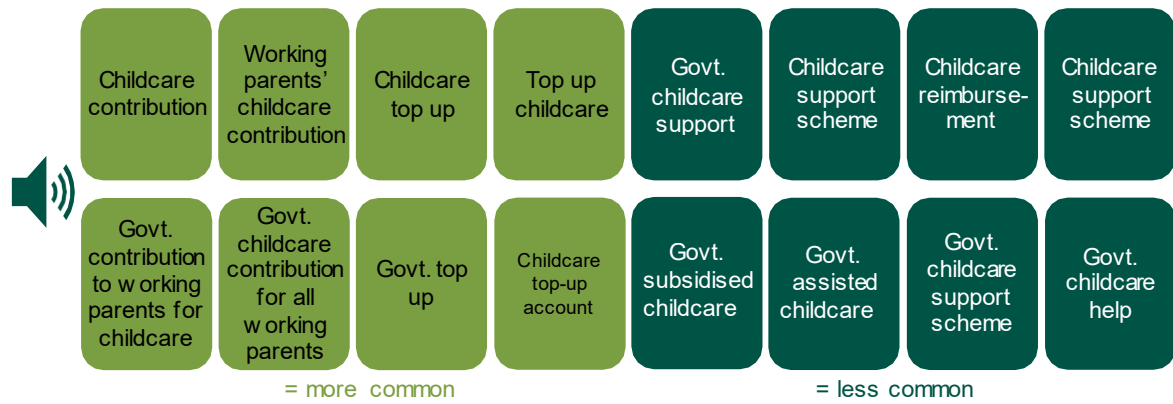 Childcare
contribution
Working
parents’
childcare
contribution
Childcare
top up
Top up
childcare
Govt.
childcare
support
Childcare
support
scheme
Childcare
reimburse-
ment
Childcare
support
scheme
Govt.
contribution
to working
parents for
childcare
Govt.
childcare
contribution
for all
working
parents
Govt. top
up
Childcare
top-up
account
Govt.
subsidised
childcare
Govt.
assisted
childcare
Govt.
childcare
support
scheme
Govt.
childcare
help
= more common
= less common